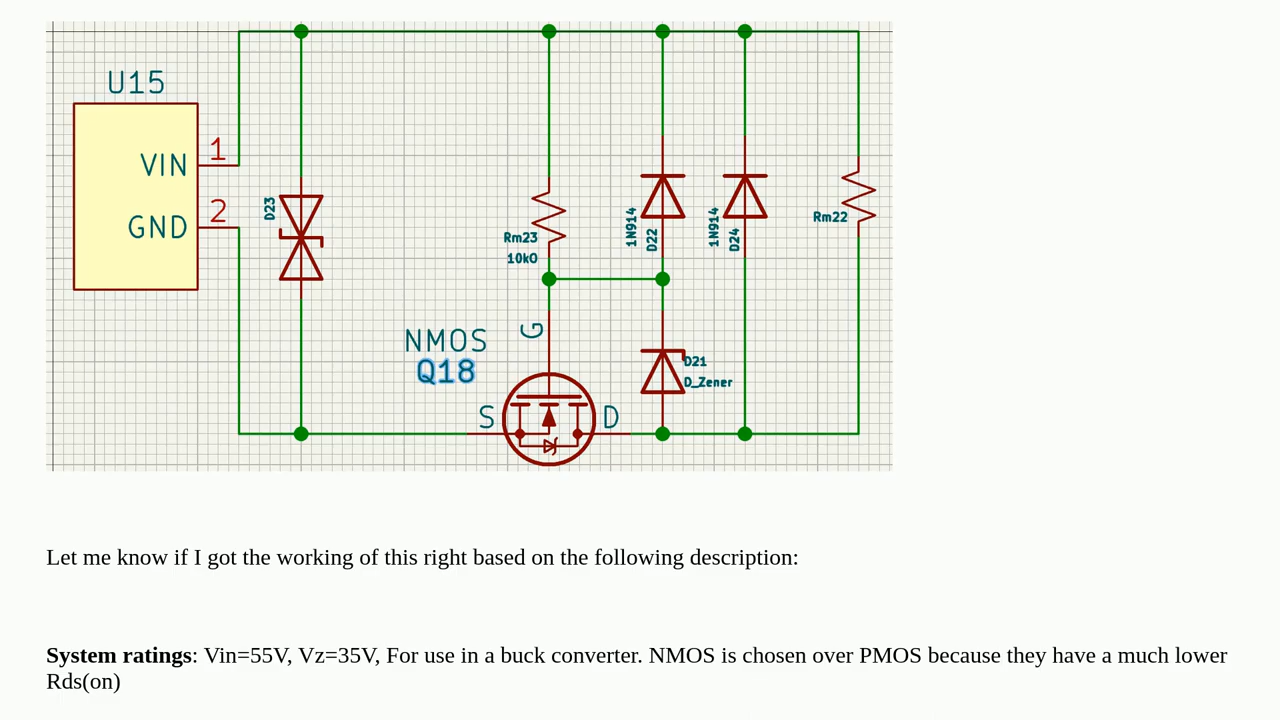 U15
VIN
1
GND
2
D23
Rm23
10kO
1N914
D22
1N914
D24
Rm22
NMOS
Q18
G
S
D
D21
D_Zener
Let me know if I got the working of this right based on the following description:
System ratings: Vin=55V, Vz=35V, For use in a buck converter. NMOS is chosen over PMOS because they have a much lower
Rds(on)